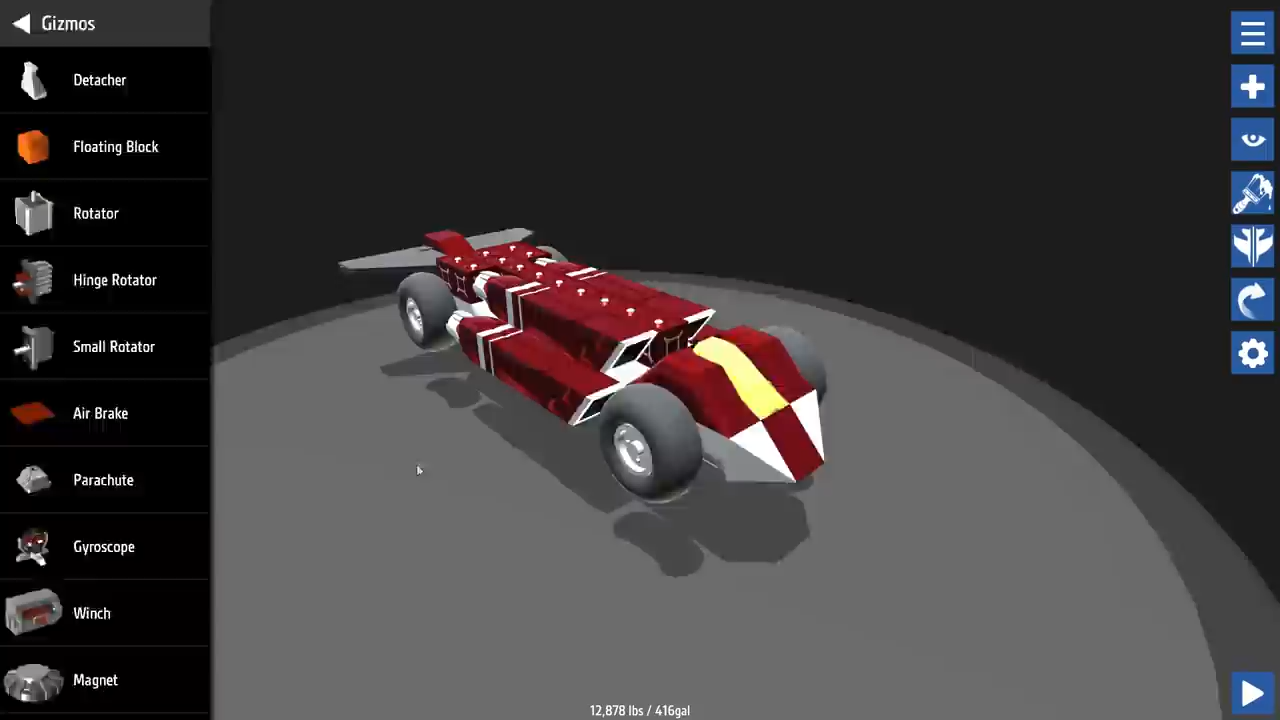 Gizmos
Detacher
Floating Block
Rotator
Hinge Rotator
Small Rotator
Air Brake
Parachute
Gyroscope
Winch
Magnet
12,878 lbs / 416gal